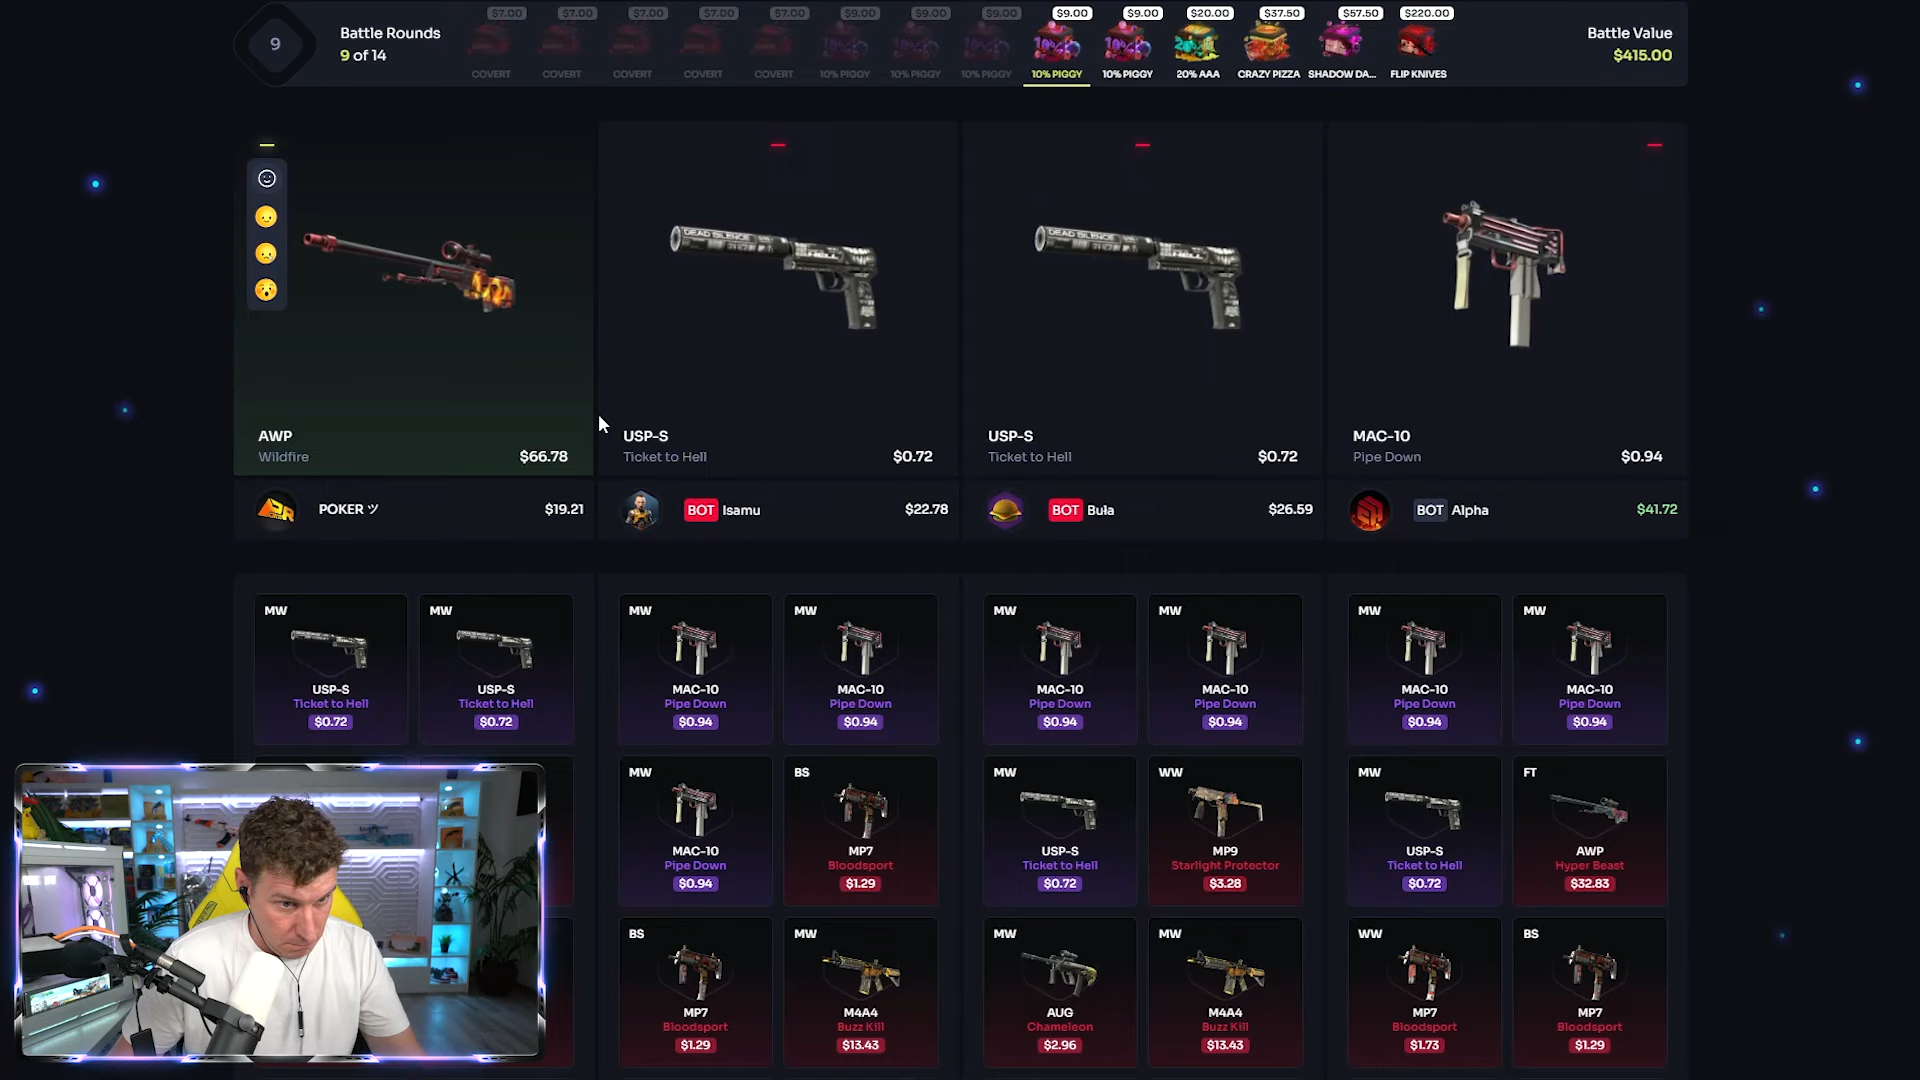 9
Battle Rounds
9 of 14
$7.00
COVERT
$7.00
COVERT
$7.00
COVERT
$7.00
COVERT
$7.00
COVERT
$9.00
10% PIGGY
$9.00
10% PIGGY
$9.00
10% PIGGY
$9.00
10% PIGGY
$9.00
10% PIGGY
$20.00
20% AAA
$37.50
CRAZY PIZZA
$57.50
SHADOW DA...
$220.00
FLIP KNIVES
Battle Value
$415.00
AWP
Wildfire
$66.78
DEAD SILENCE
HELL
USP-S
Ticket to Hell
$0.72
DEAD SILENCE
HELL
USP-S
Ticket to Hell
$0.72
MAC-10
Pipe Down
$0.94
POKER ツ
$19.21
BOT Isamu
$22.78
BOT Buła
$26.59
BOT Alpha
$41.72
MW
USP-S
Ticket to Hell
$0.72
MW
USP-S
Ticket to Hell
$0.72
MW
MAC-10
Pipe Down
$0.94
MW
MAC-10
Pipe Down
$0.94
MW
MAC-10
Pipe Down
$0.94
MW
MAC-10
Pipe Down
$0.94
MW
MAC-10
Pipe Down
$0.94
MW
MAC-10
Pipe Down
$0.94
MW
MAC-10
Pipe Down
$0.94
BS
MP7
Bloodsport
$1.29
MW
USP-S
Ticket to Hell
$0.72
WW
MP9
Starlight Protector
$3.28
MW
USP-S
Ticket to Hell
$0.72
FT
AWP
Hyper Beast
$32.83
BS
MP7
Bloodsport
$1.29
MW
M4A4
Buzz Kill
$13.43
MW
AUG
Chameleon
$2.96
MW
M4A4
Buzz Kill
$13.43
WW
MP7
Bloodsport
$1.73
BS
MP7
Bloodsport
$1.29